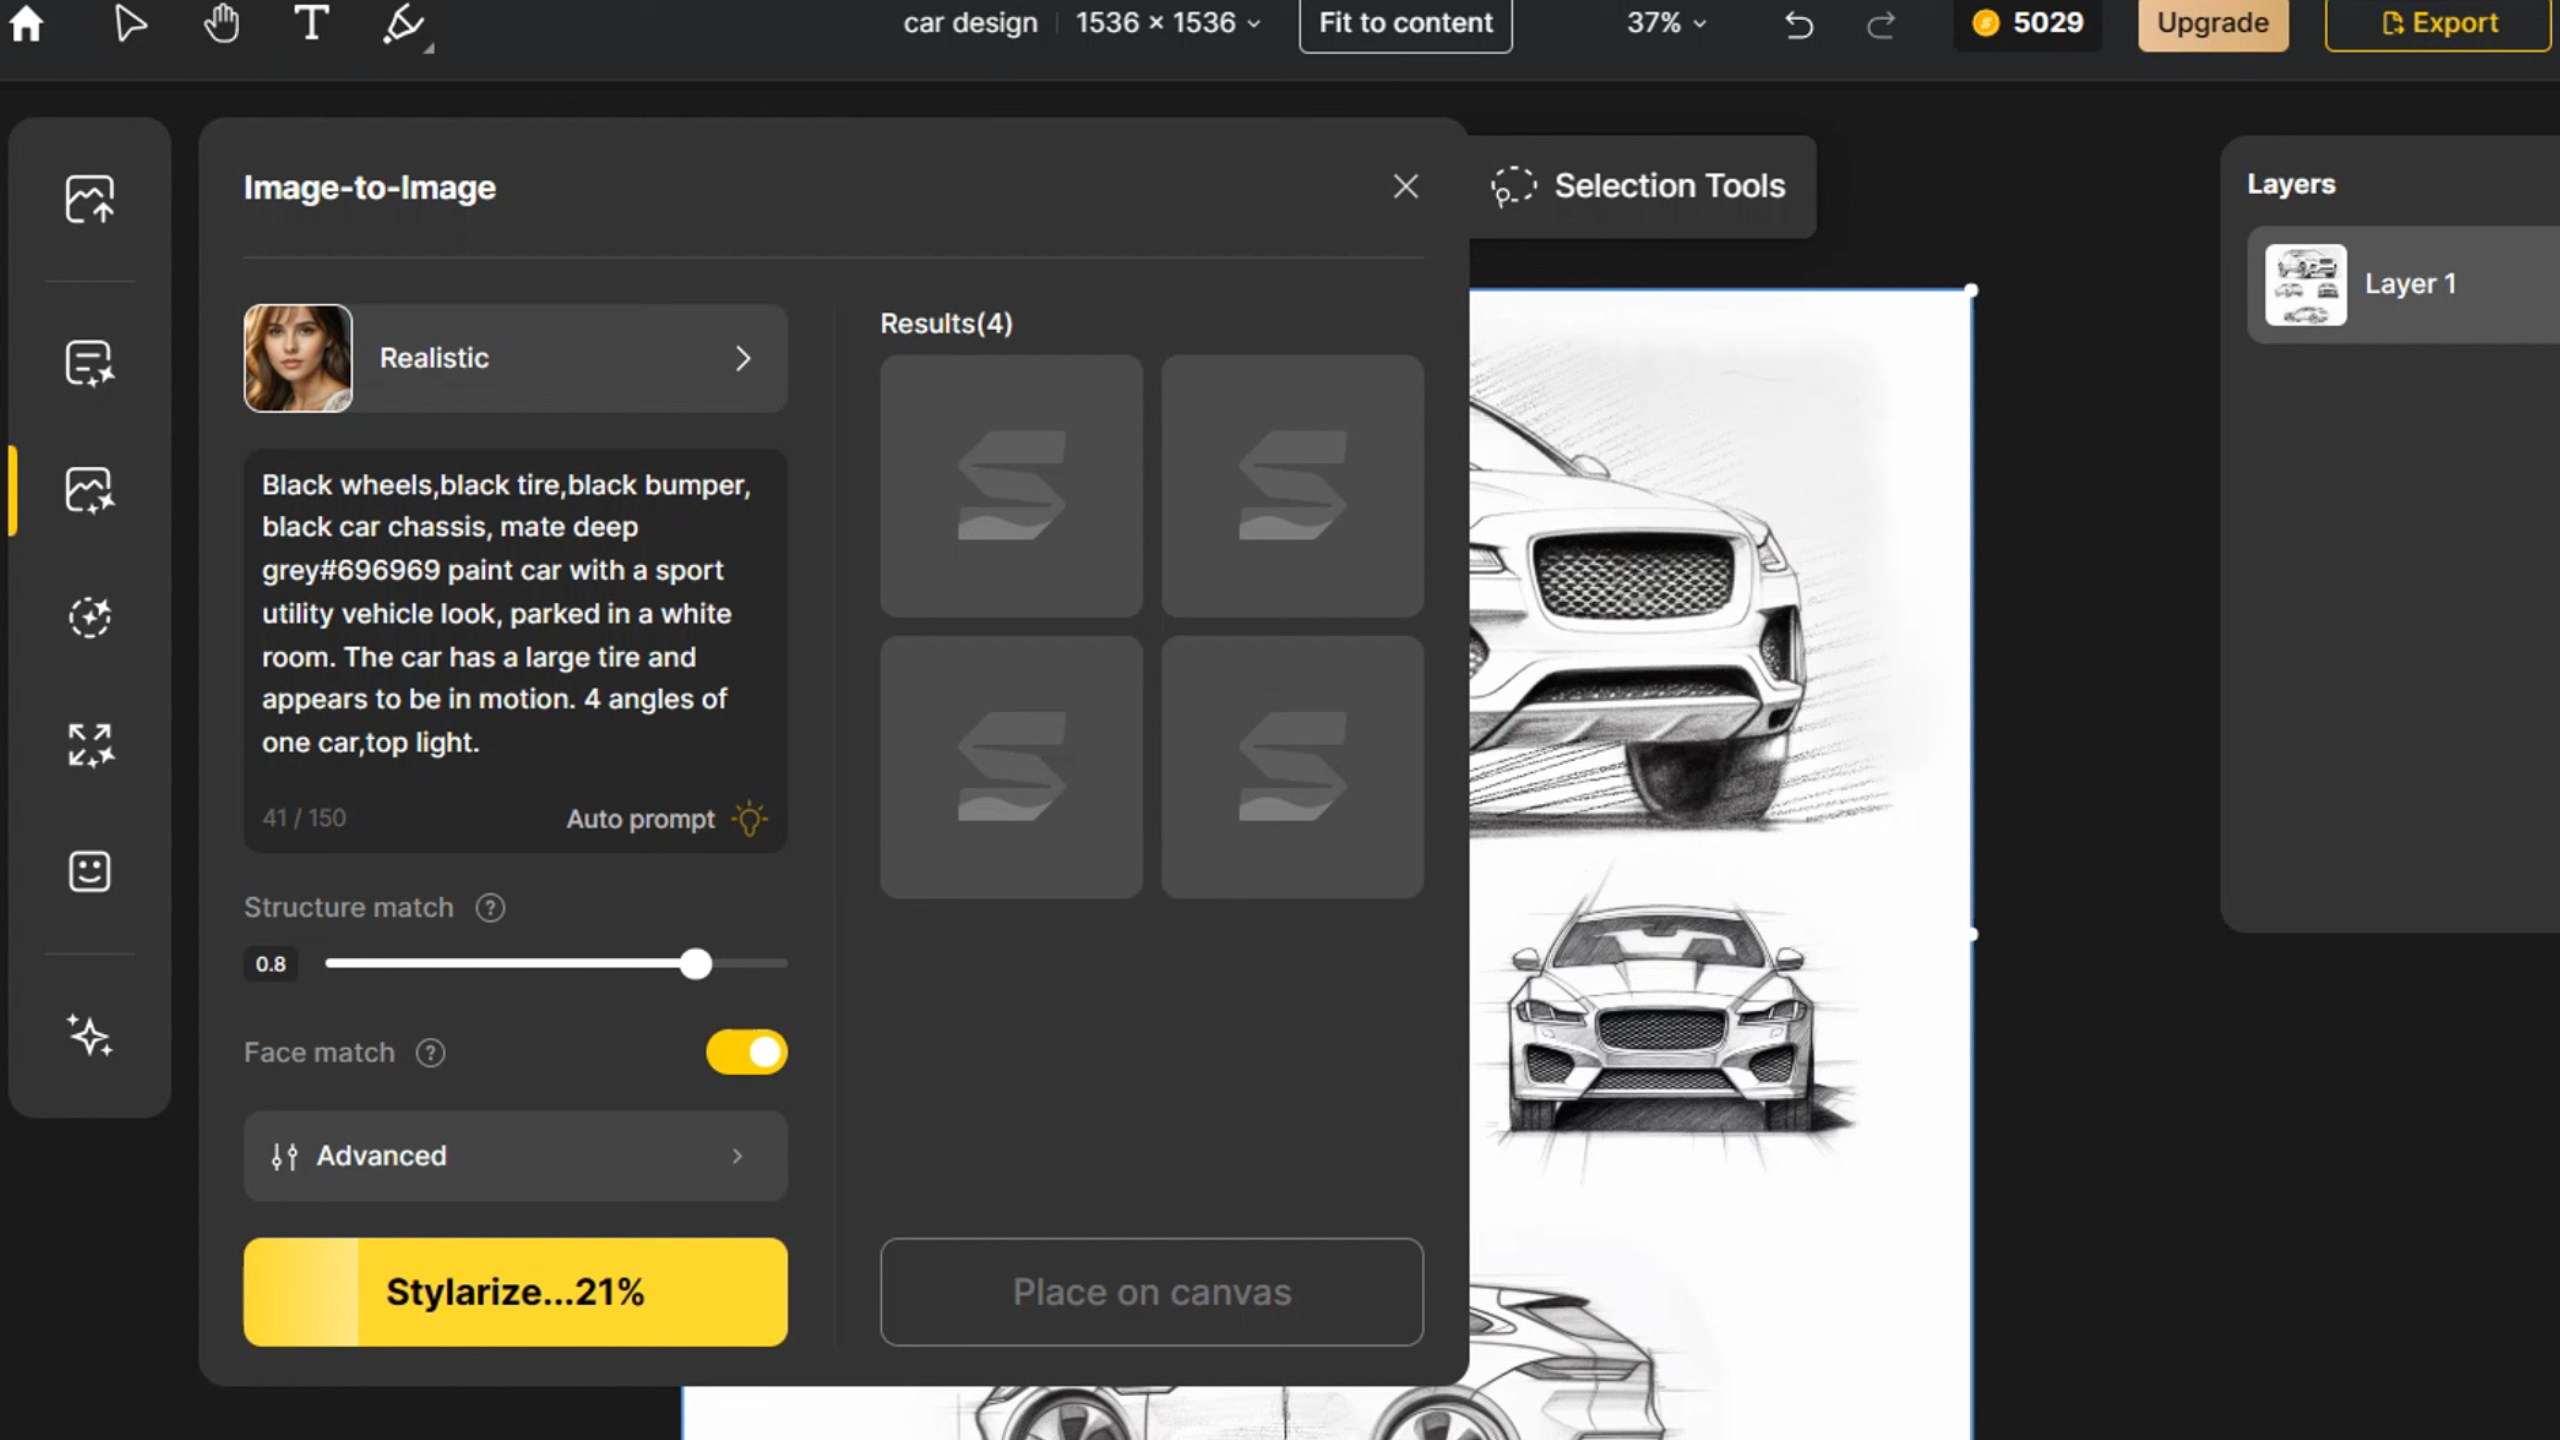 car design
1536 × 1536
Fit to content
37%
5029
Upgrade
Export
Image-to-Image
Selection Tools
Layers
Layer 1
Realistic
Results(4)
Black wheels,black tire,black bumper,
black car chassis, mate deep
grey#696969 paint car with a sport
utility vehicle look, parked in a white
room. The car has a large tire and
appears to be in motion. 4 angles of
one car,top light.
41 / 150
Auto prompt
Structure match ?
0.8
Face match ?
Advanced
Stylarize...21%
Place on canvas